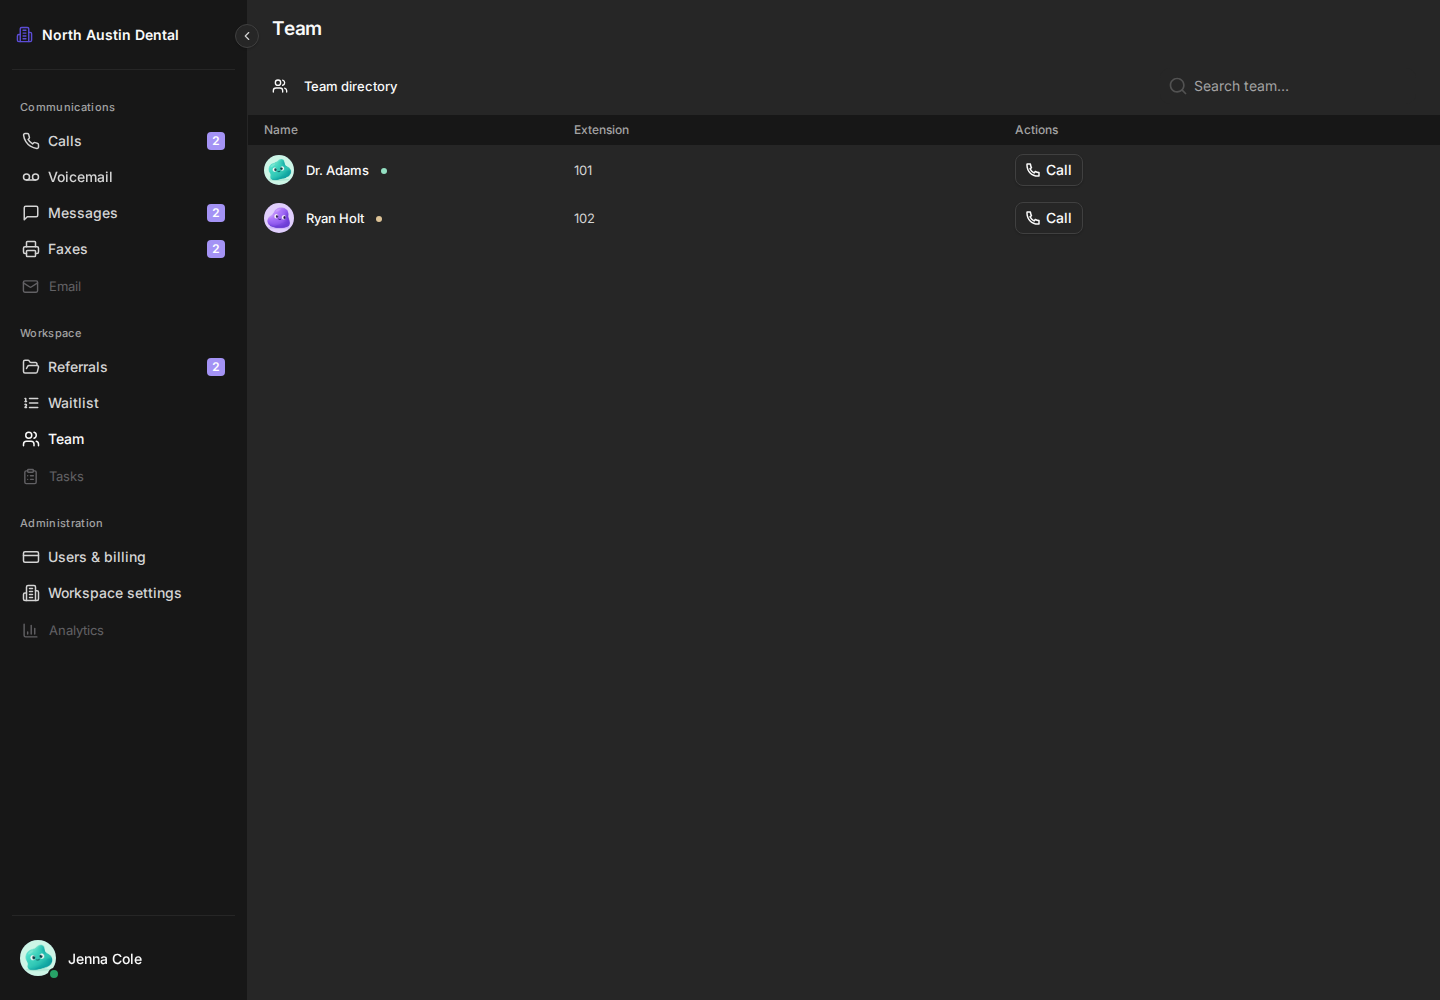 North Austin Dental
Team
Team directory
Search team...
Communications
Calls 2
Voicemail
Messages 2
Faxes 2
Email
Workspace
Referrals 2
Waitlist
Team
Tasks
Administration
Users & billing
Workspace settings
Analytics
Jenna Cole
Name Extension Actions
Dr. Adams 101 Call
Ryan Holt 102 Call